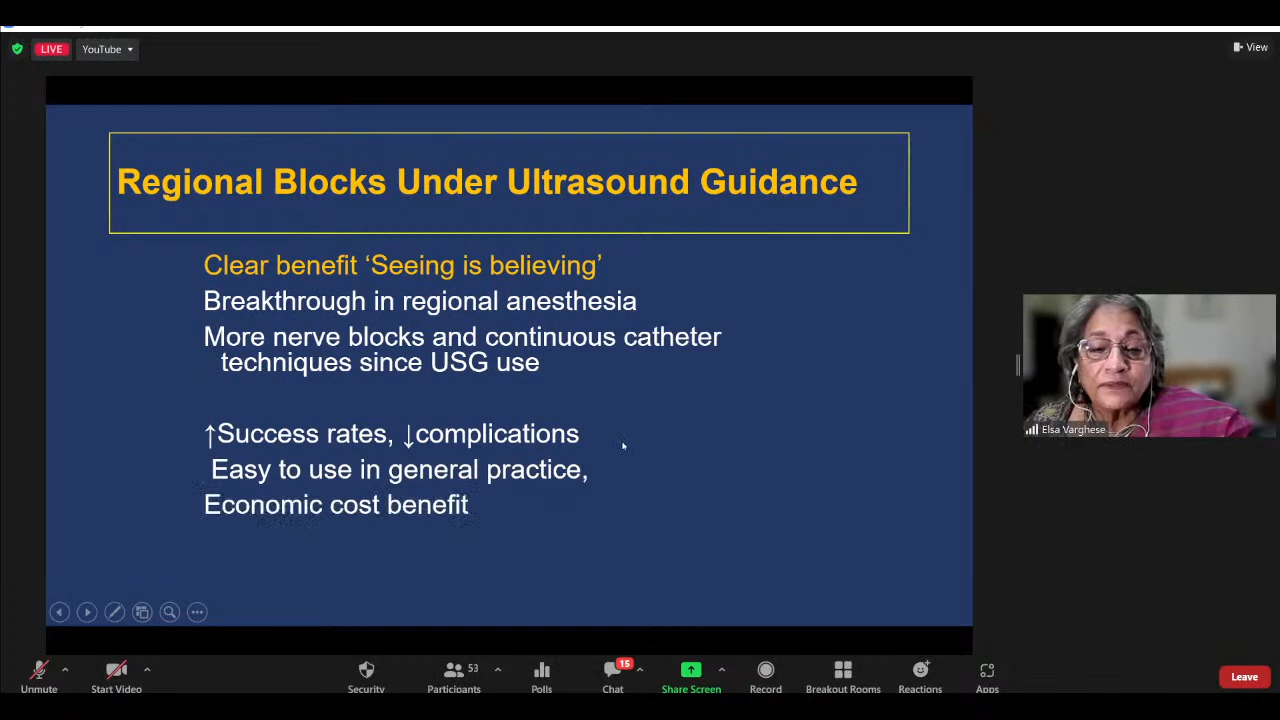 LIVE
YouTube
View
Regional Blocks Under Ultrasound Guidance
Clear benefit ‘Seeing is believing’
Breakthrough in regional anesthesia
More nerve blocks and continuous catheter
techniques since USG use
↑Success rates, ↓complications
Easy to use in general practice,
Economic cost benefit
Elsa Varghese
53
15
Unmute
Start Video
Security
Participants
Polls
Chat
Share Screen
Record
Breakout Rooms
Reactions
Apps
Leave